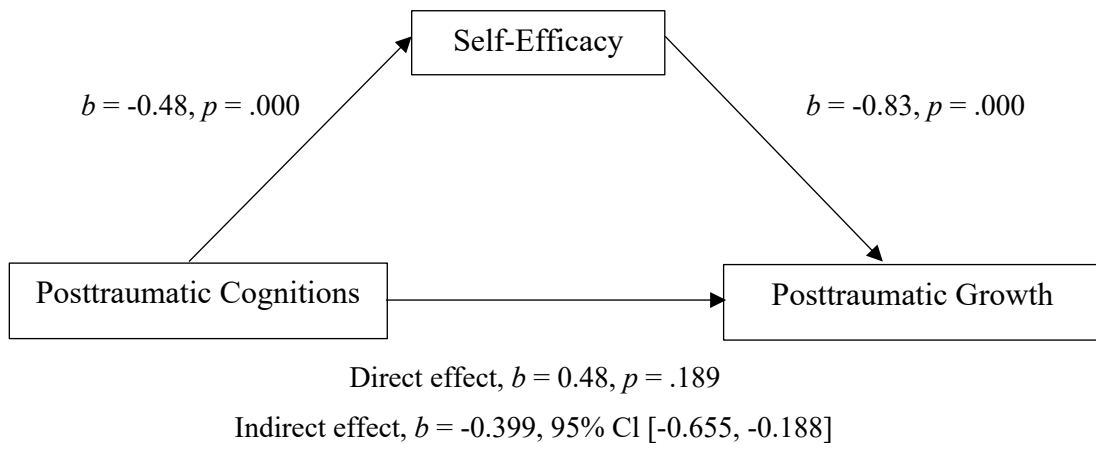 Self-Efficacy
b = -0.48, p = .000
b = -0.83, p = .000
Posttraumatic Cognitions
Posttraumatic Growth
Direct effect, b = 0.48, p = .189
Indirect effect, b = -0.399, 95% Cl [-0.655, -0.188]